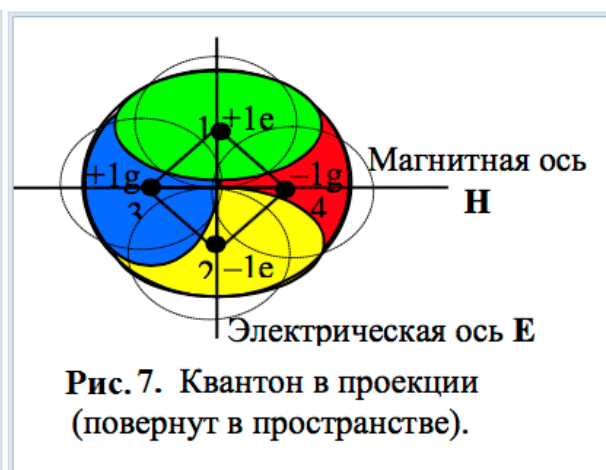 1 +1e
+1g
–1g
Магнитная ось
3
4
H
2 –1e
Электрическая ось E
Рис. 7. Квантон в проекции
(повернут в пространстве).